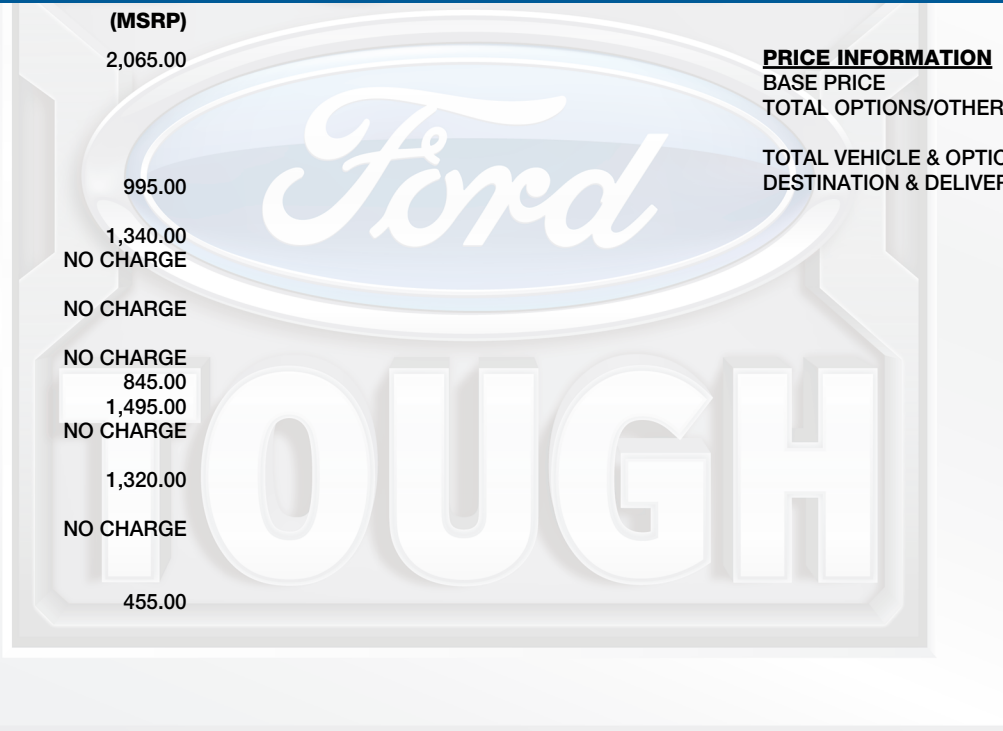 (MSRP)
2,065.00
995.00
1,340.00
NO CHARGE
NO CHARGE
NO CHARGE
845.00
1,495.00
NO CHARGE
1,320.00
NO CHARGE
455.00
PRICE INFORMATION
BASE PRICE
TOTAL OPTIONS/OTHER
TOTAL VEHICLE & OPTIO
DESTINATION & DELIVER
Ford
TOUGH